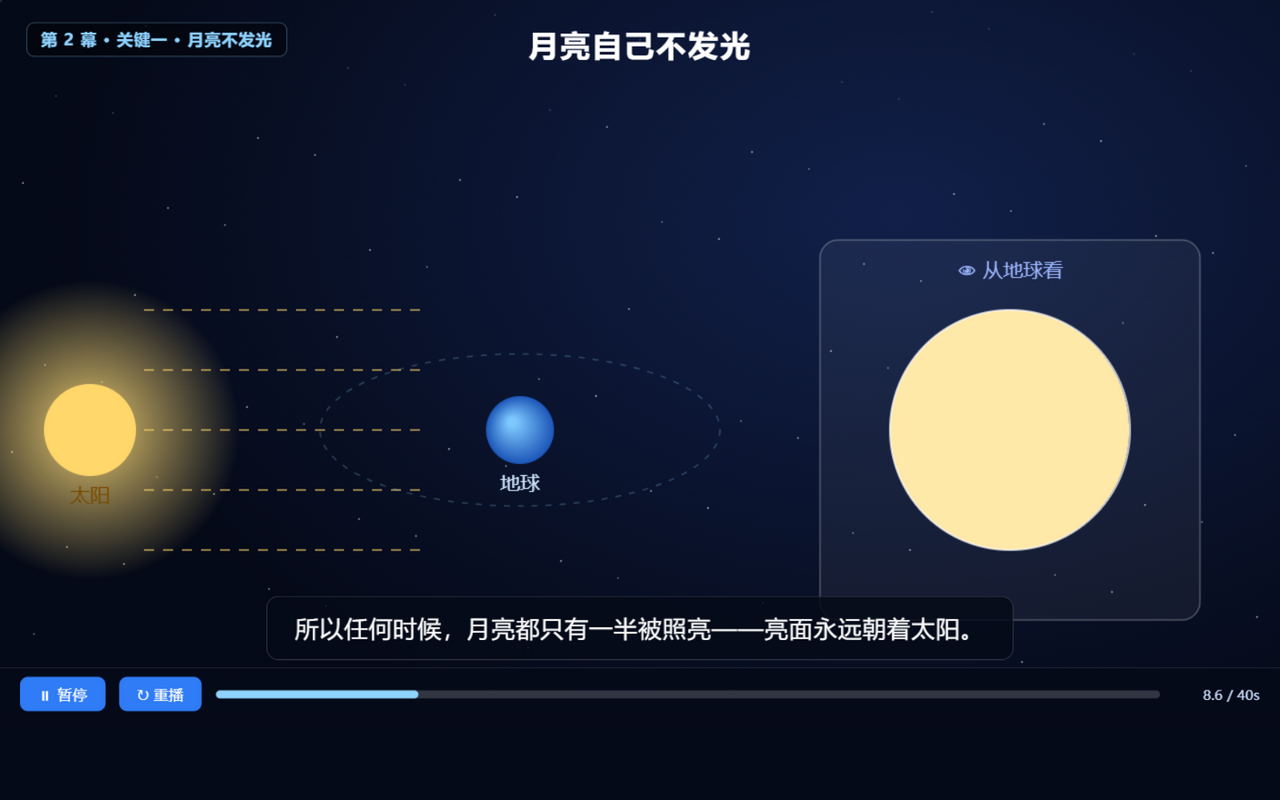 第 2 幕 · 关键一 · 月亮不发光
月亮自己不发光
👁 从地球看
太阳
地球
所以任何时候，月亮都只有一半被照亮——亮面永远朝着太阳。
⏸ 暂停
↻ 重播
8.6 / 40s